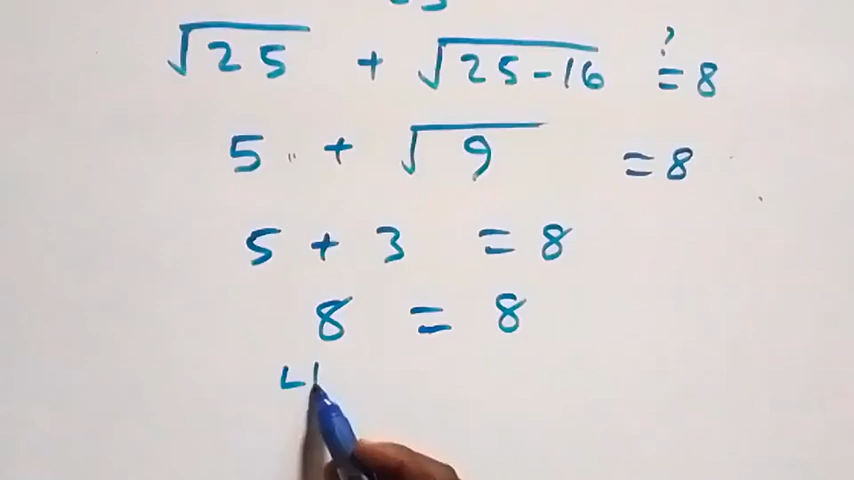 √25 + √25-16 ?= 8
5 + √9 = 8
5 + 3 = 8
8 = 8